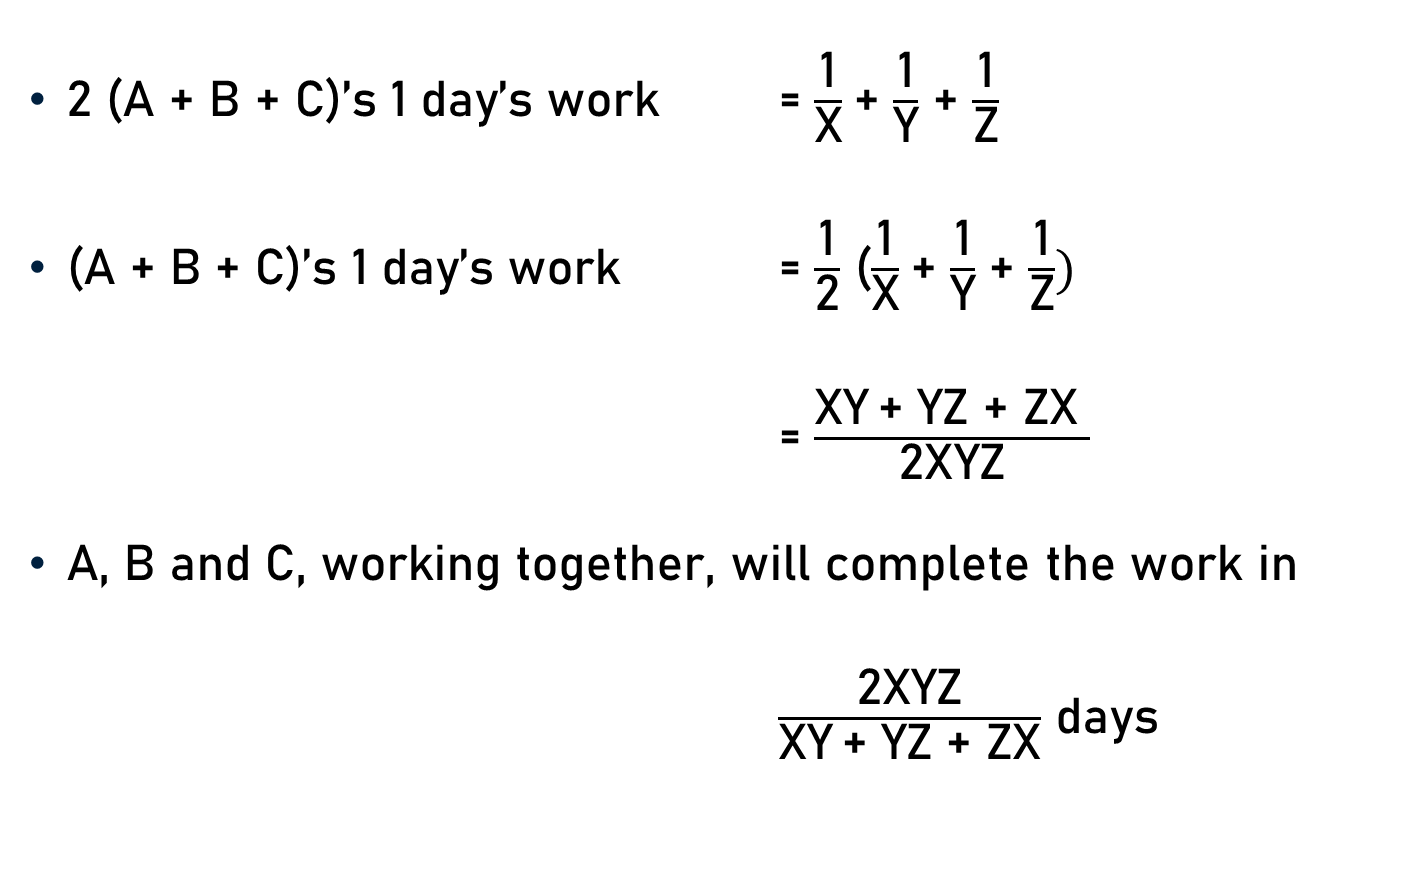 • 2 (A + B + C)’s 1 day’s work = 1/X + 1/Y + 1/Z
• (A + B + C)’s 1 day’s work = 1/2 (1/X + 1/Y + 1/Z)
= XY + YZ + ZX / 2XYZ
• A, B and C, working together, will complete the work in
2XYZ / XY + YZ + ZX days